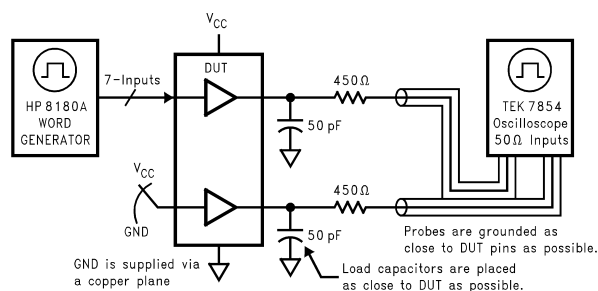 V_CC
DUT
HP 8180A
WORD
GENERATOR
7-Inputs
450Ω
50 pF
TEK 7854
Oscilloscope
50Ω Inputs
V_CC
GND
450Ω
50 pF
Probes are grounded as
close to DUT pins as possible.
GND is supplied via
a copper plane
Load capacitors are placed
as close to DUT as possible.